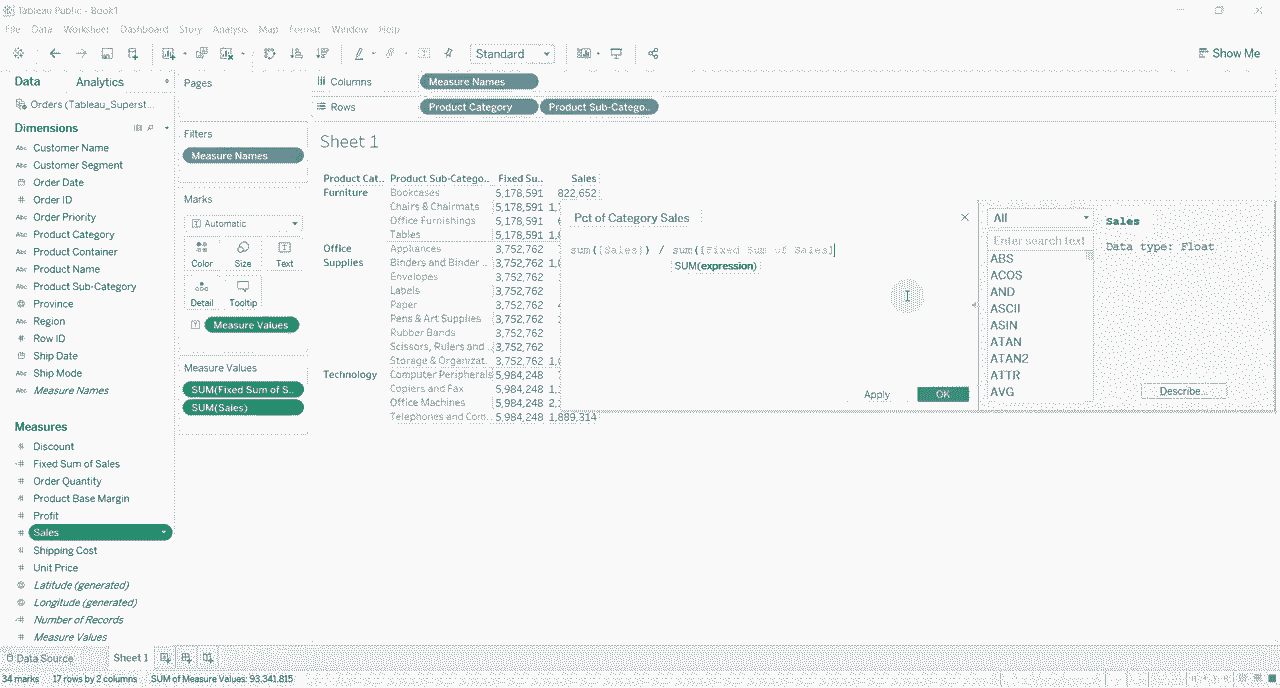 Tableau Public - Book1
File Data Worksheet Dashboard Story Analysis Map Format Window Help
Standard
Show Me
Data Analytics
Orders (Tableau_Superst...
Dimensions
Customer Name
Customer Segment
Order Date
Order ID
Order Priority
Product Category
Product Container
Product Name
Product Sub-Category
Province
Region
Row ID
Ship Date
Ship Mode
Measure Names
Measures
Discount
Fixed Sum of Sales
Order Quantity
Product Base Margin
Profit
Sales
Shipping Cost
Unit Price
Latitude (generated)
Longitude (generated)
Number of Records
Measure Values
Pages
Filters
Measure Names
Marks
Automatic
Color Size Text
Detail Tooltip
Measure Values
Measure Values
SUM(Fixed Sum of S..
SUM(Sales)
Columns Measure Names
Rows Product Category Product Sub-Catego..
Sheet 1
Product Cat.. Product Sub-Catego.. Fixed Su.. Sales
Furniture Bookcases 5,178,591 822,652
Chairs & Chairmats 5,178,591
Office Furnishings 5,178,591
Tables 5,178,591
Office Supplies Appliances 3,752,762
Binders and Binder .. 3,752,762
Envelopes 3,752,762
Labels 3,752,762
Paper 3,752,762
Pens & Art Supplies 3,752,762
Rubber Bands 3,752,762
Scissors, Rulers and .. 3,752,762
Storage & Organizat.. 3,752,762
Technology Computer Peripherals 5,984,248
Copiers and Fax 5,984,248
Office Machines 5,984,248
Telephones and Com.. 5,984,248 1,889,314
Pct of Category Sales
sum([Sales]) / sum([Fixed Sum of Sales]
SUM(expression)
Apply OK
All
Enter search text
ABS
ACOS
AND
ASCII
ASIN
ATAN
ATAN2
ATTR
AVG
Sales
Data type: Float
Describe...
Data Source Sheet 1
34 marks 17 rows by 2 columns SUM of Measure Values: 93,341,815